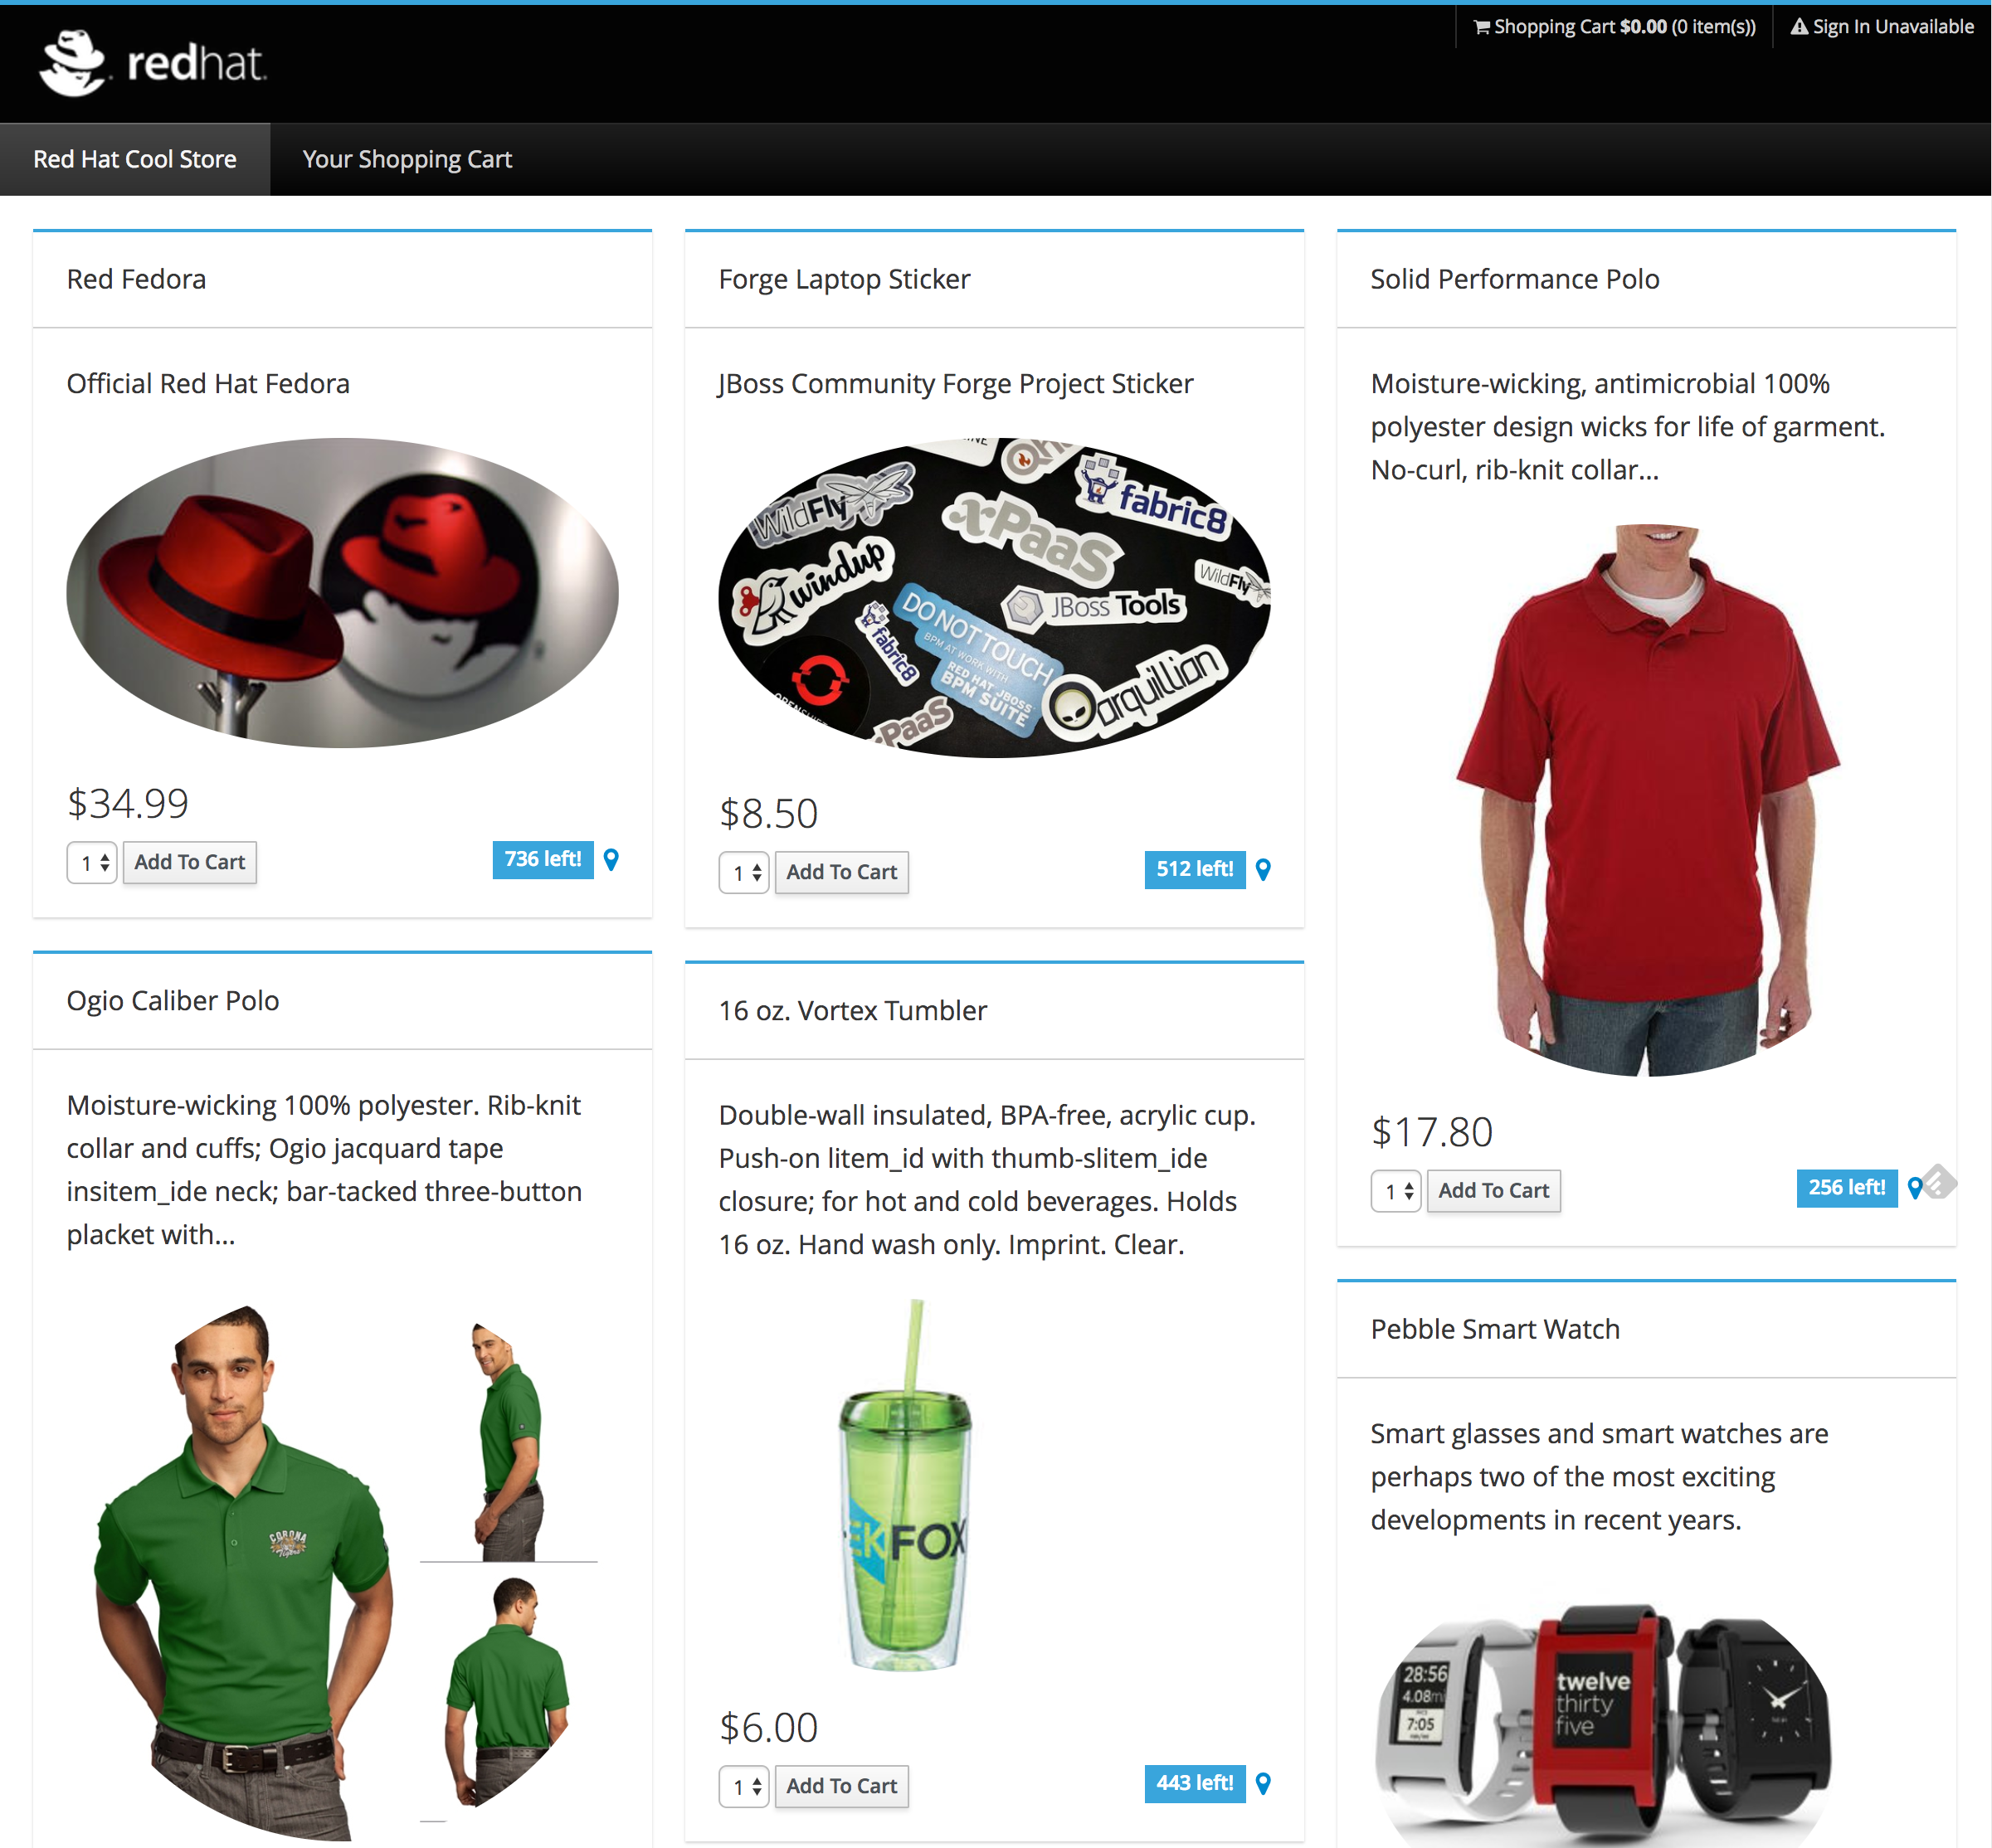 Shopping Cart $0.00 (0 item(s))
Sign In Unavailable
redhat.
Red Hat Cool Store
Your Shopping Cart
Red Fedora
Official Red Hat Fedora
$34.99
1
Add To Cart
736 left!
Forge Laptop Sticker
JBoss Community Forge Project Sticker
WildFly
fabric8
xPaaS
windup
WildFly
JBoss Tools
DO NOT TOUCH
BPM AT WORK WITH
RED HAT JBOSS
BPM SUITE
fabric8
arquillian
xPaaS
$8.50
1
Add To Cart
512 left!
Solid Performance Polo
Moisture-wicking, antimicrobial 100%
polyester design wicks for life of garment.
No-curl, rib-knit collar...
$17.80
1
Add To Cart
256 left!
Ogio Caliber Polo
Moisture-wicking 100% polyester. Rib-knit
collar and cuffs; Ogio jacquard tape
insitem_ide neck; bar-tacked three-button
placket with...
CORONA
Tigers
16 oz. Vortex Tumbler
Double-wall insulated, BPA-free, acrylic cup.
Push-on litem_id with thumb-slitem_ide
closure; for hot and cold beverages. Holds
16 oz. Hand wash only. Imprint. Clear.
EKFOX
$6.00
1
Add To Cart
443 left!
Pebble Smart Watch
Smart glasses and smart watches are
perhaps two of the most exciting
developments in recent years.
28:56
4.08mi
7:05
twelve
thirty
five